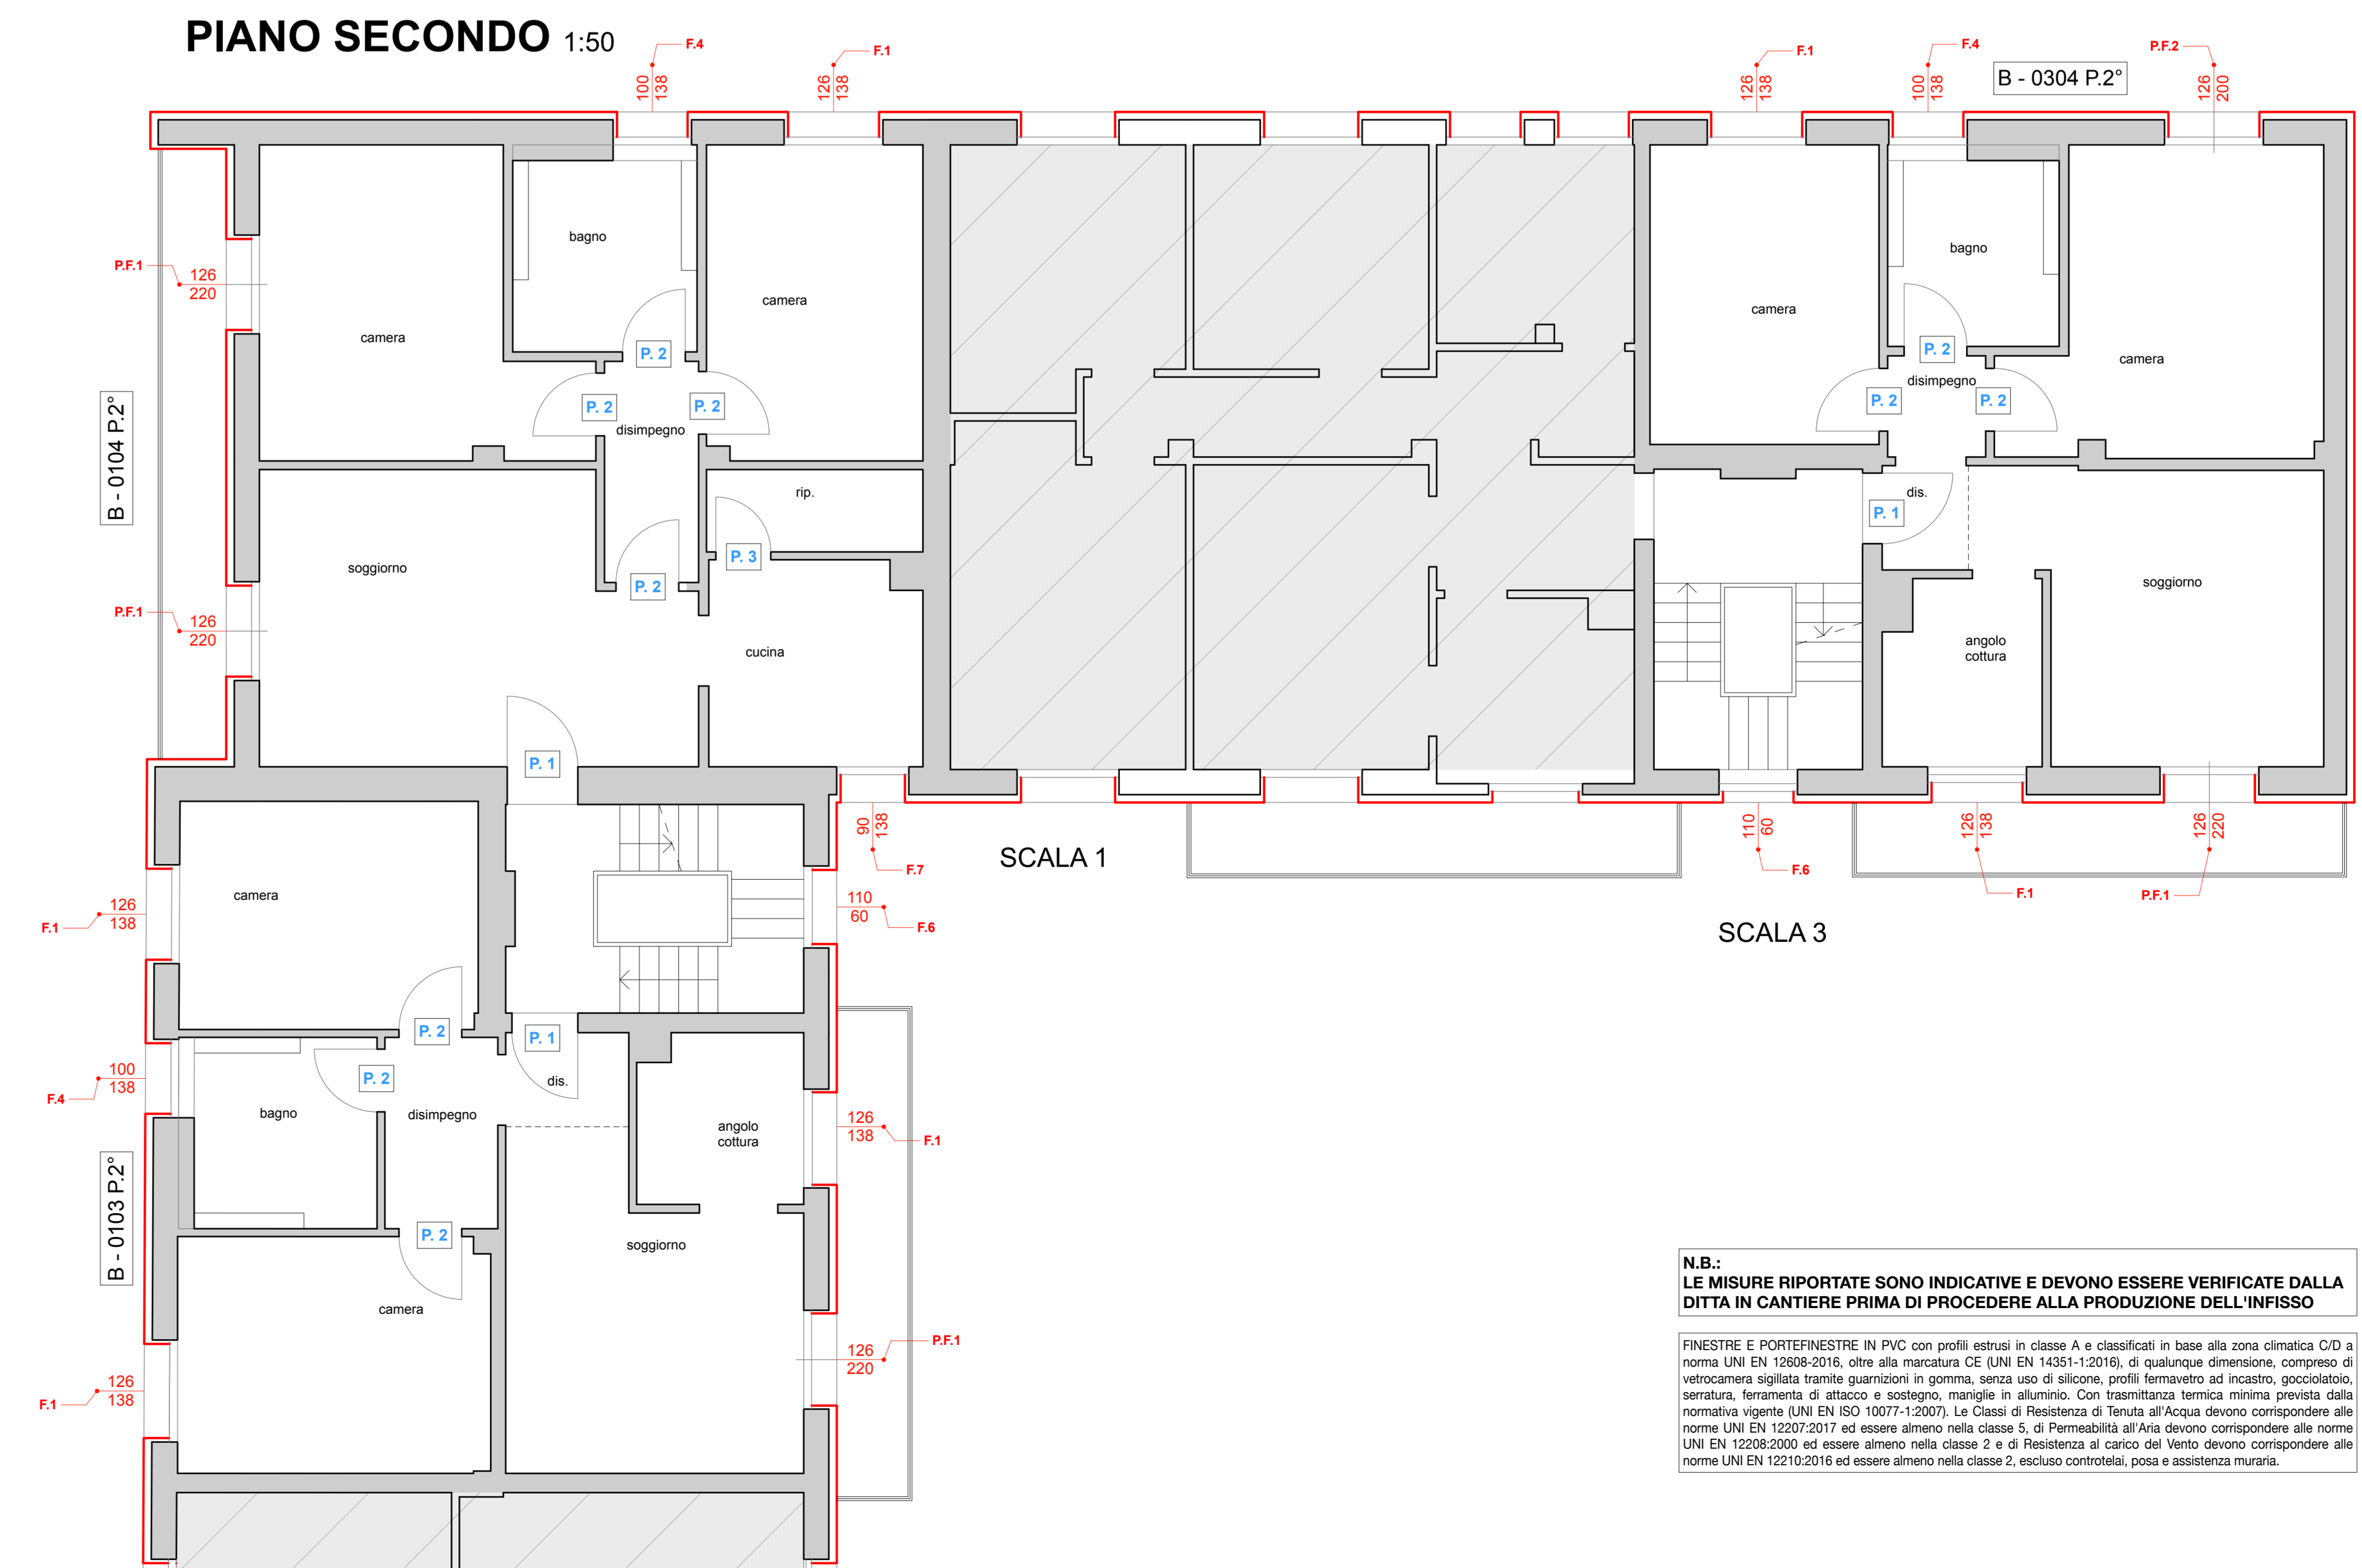 PIANO SECONDO 1:50
F.4
100
138
F.1
126
138
F.1
126
138
F.4
100
138
P.F.2
126
200
B - 0304 P.2°
P.F.1
126
220
bagno
camera
camera
P. 2
P. 2
P. 2
disimpegno
B - 0104 P.2°
rip.
P. 3
soggiorno
P. 2
P.F.1
126
220
cucina
P. 1
camera
bagno
camera
P. 2
disimpegno
P. 2
P. 2
dis.
P. 1
soggiorno
angolo
cottura
90
138
F.7
SCALA 1
110
60
F.6
126
138
F.1
126
220
P.F.1
SCALA 3
camera
F.1
126
138
110
60
F.6
P. 2
P. 1
F.4
100
138
P. 2
dis.
bagno
disimpegno
angolo
cottura
126
138
F.1
B - 0103 P.2°
P. 2
soggiorno
camera
126
220
P.F.1
F.1
126
138
N.B.:
LE MISURE RIPORTATE SONO INDICATIVE E DEVONO ESSERE VERIFICATE DALLA
DITTA IN CANTIERE PRIMA DI PROCEDERE ALLA PRODUZIONE DELL'INFISSO
FINESTRE E PORTEFINESTRE IN PVC con profili estrusi in classe A e classificati in base alla zona climatica C/D a
norma UNI EN 12608-2016, oltre alla marcatura CE (UNI EN 14351-1:2016), di qualunque dimensione, compreso di
vetrocamera sigillata tramite guarnizioni in gomma, senza uso di silicone, profili fermavetro ad incastro, gocciolatoio,
serratura, ferramenta di attacco e sostegno, maniglie in alluminio. Con trasmittanza termica minima prevista dalla
normativa vigente (UNI EN ISO 10077-1:2007). Le Classi di Resistenza di Tenuta all'Acqua devono corrispondere alle
norme UNI EN 12207:2017 ed essere almeno nella classe 5, di Permeabilità all'Aria devono corrispondere alle norme
UNI EN 12208:2000 ed essere almeno nella classe 2 e di Resistenza al carico del Vento devono corrispondere alle
norme UNI EN 12210:2016 ed essere almeno nella classe 2, escluso controtelai, posa e assistenza muraria.